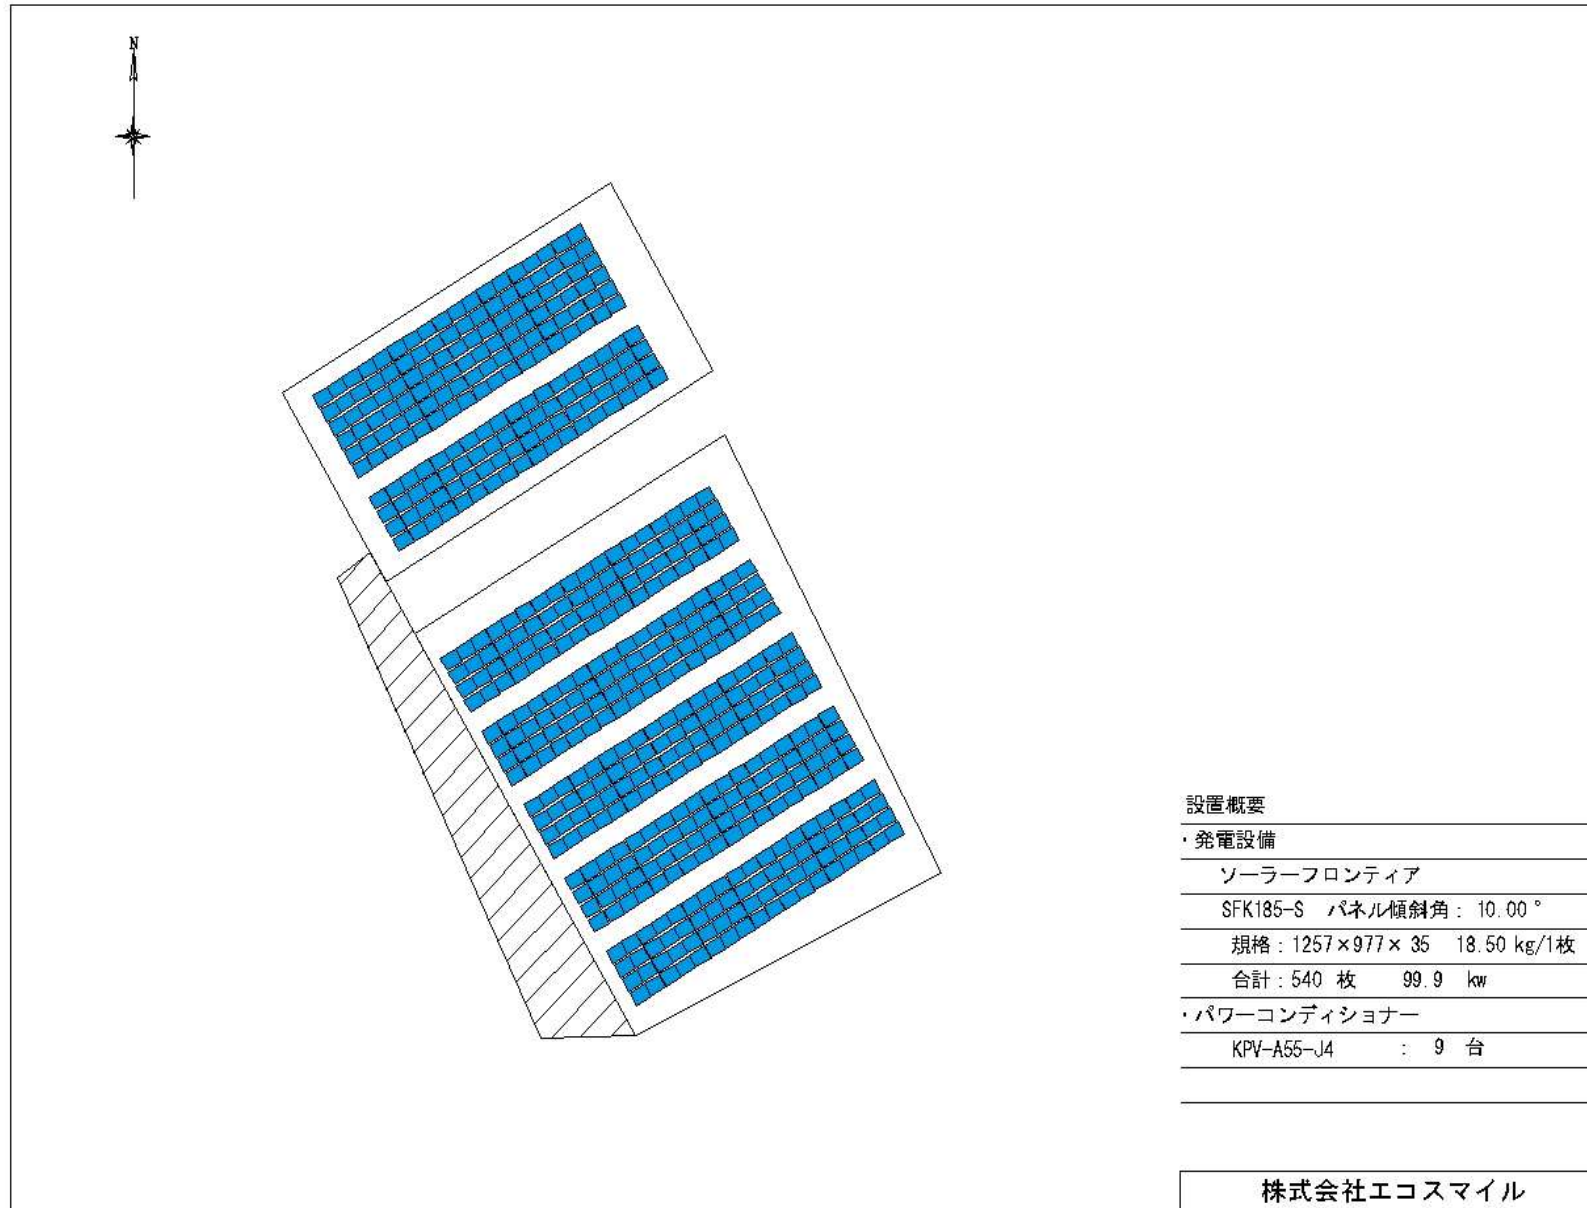 N
設置概要
・発電設備
ソーラーフロンティア
SFK185-S パネル傾斜角: 10.00°
規格:1257×977× 35 18.50 kg/1枚
合計:540 枚 99.9 kw
・パワーコンディショナー
KPV-A55-J4 : 9 台
株式会社エコスマイル